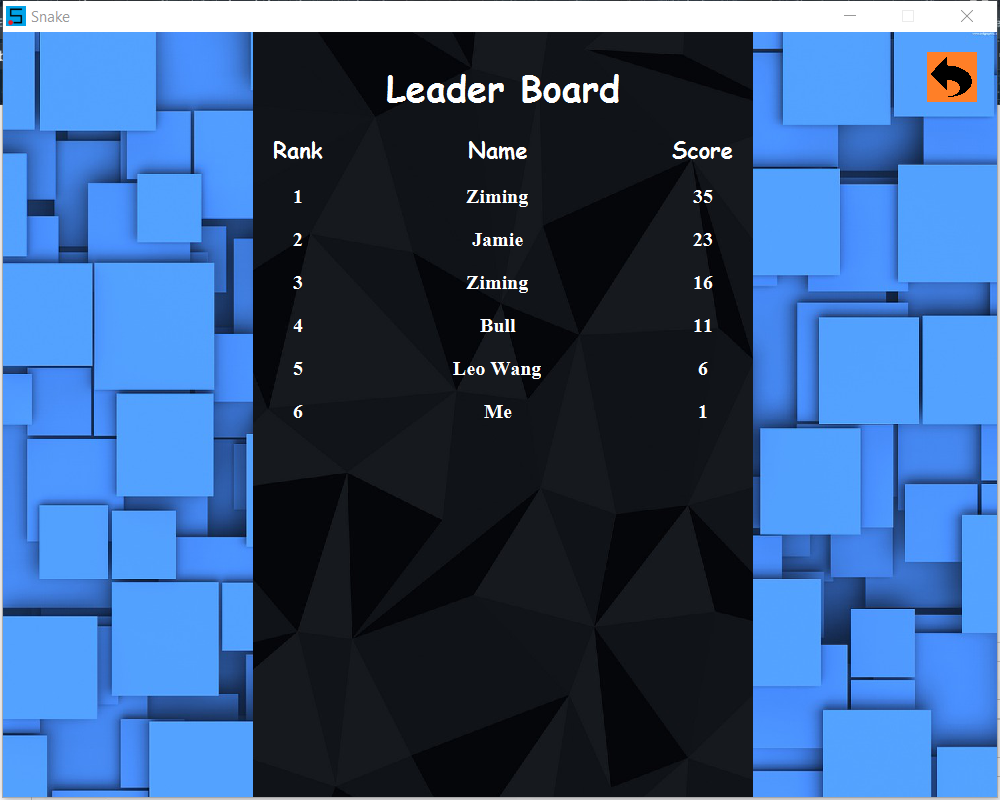 Snake
Leader Board
Rank Name Score
1 Ziming 35
2 Jamie 23
3 Ziming 16
4 Bull 11
5 Leo Wang 6
6 Me 1